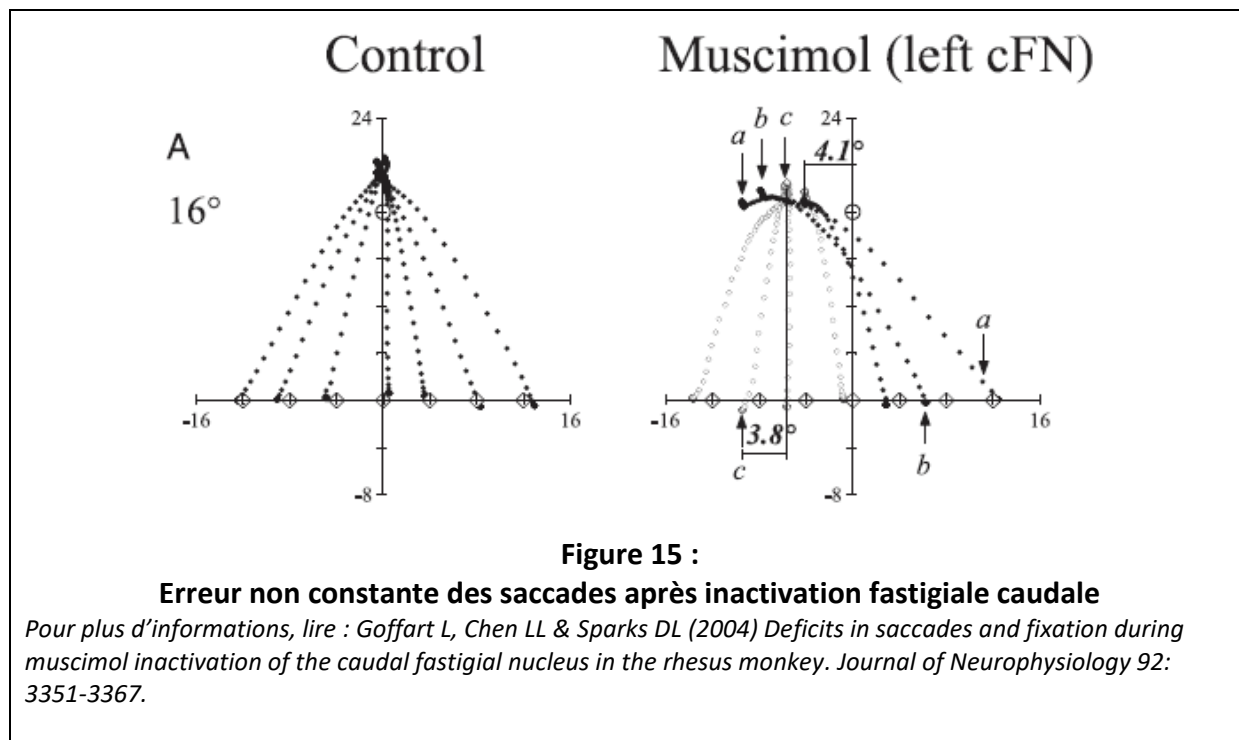 Control
Muscimol (left cFN)
A
16°
24
-16
16
-8
a
b
c
24
4.1°
a
-16
16
3.8°
c
b
-8
Figure 15 :
Erreur non constante des saccades après inactivation fastigiale caudale
Pour plus d’informations, lire : Goffart L, Chen LL & Sparks DL (2004) Deficits in saccades and fixation during
muscimol inactivation of the caudal fastigial nucleus in the rhesus monkey. Journal of Neurophysiology 92:
3351-3367.